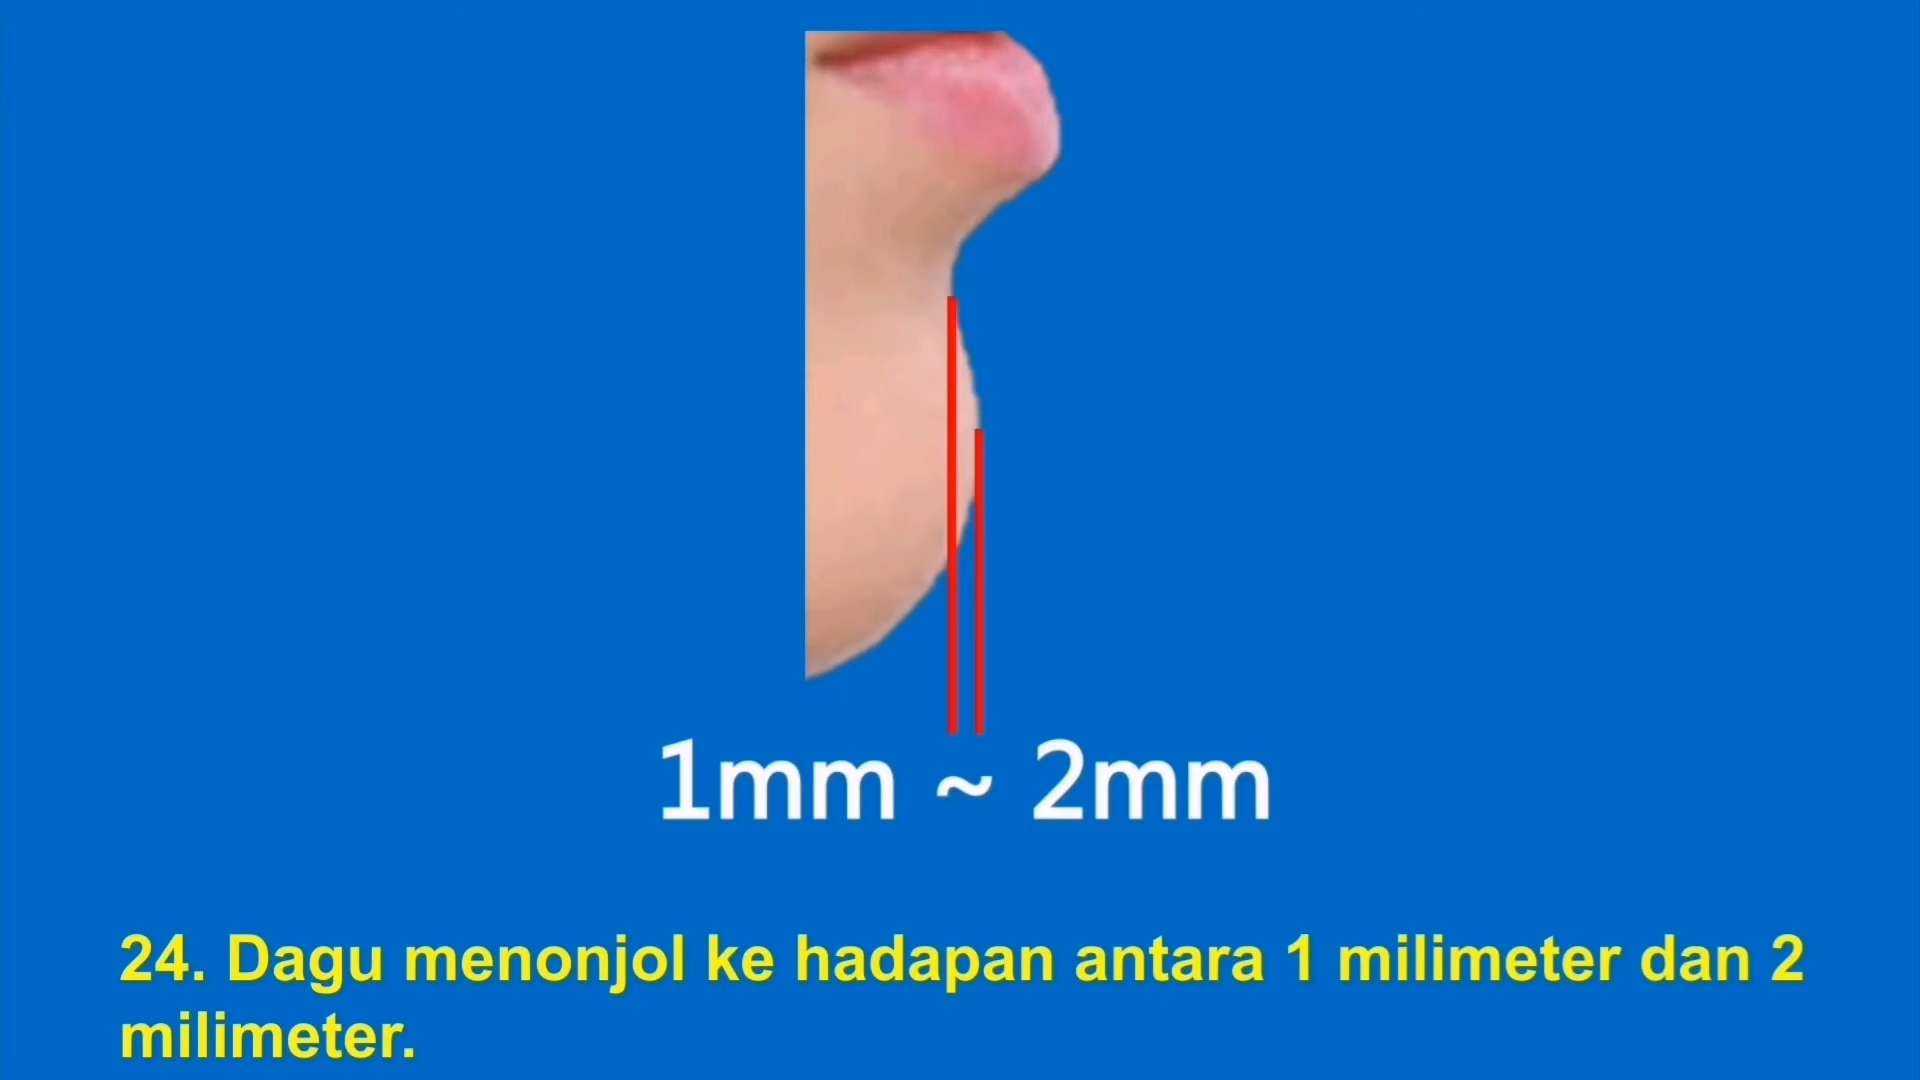 1mm ~ 2mm
24. Dagu menonjol ke hadapan antara 1 milimeter dan 2
milimeter.